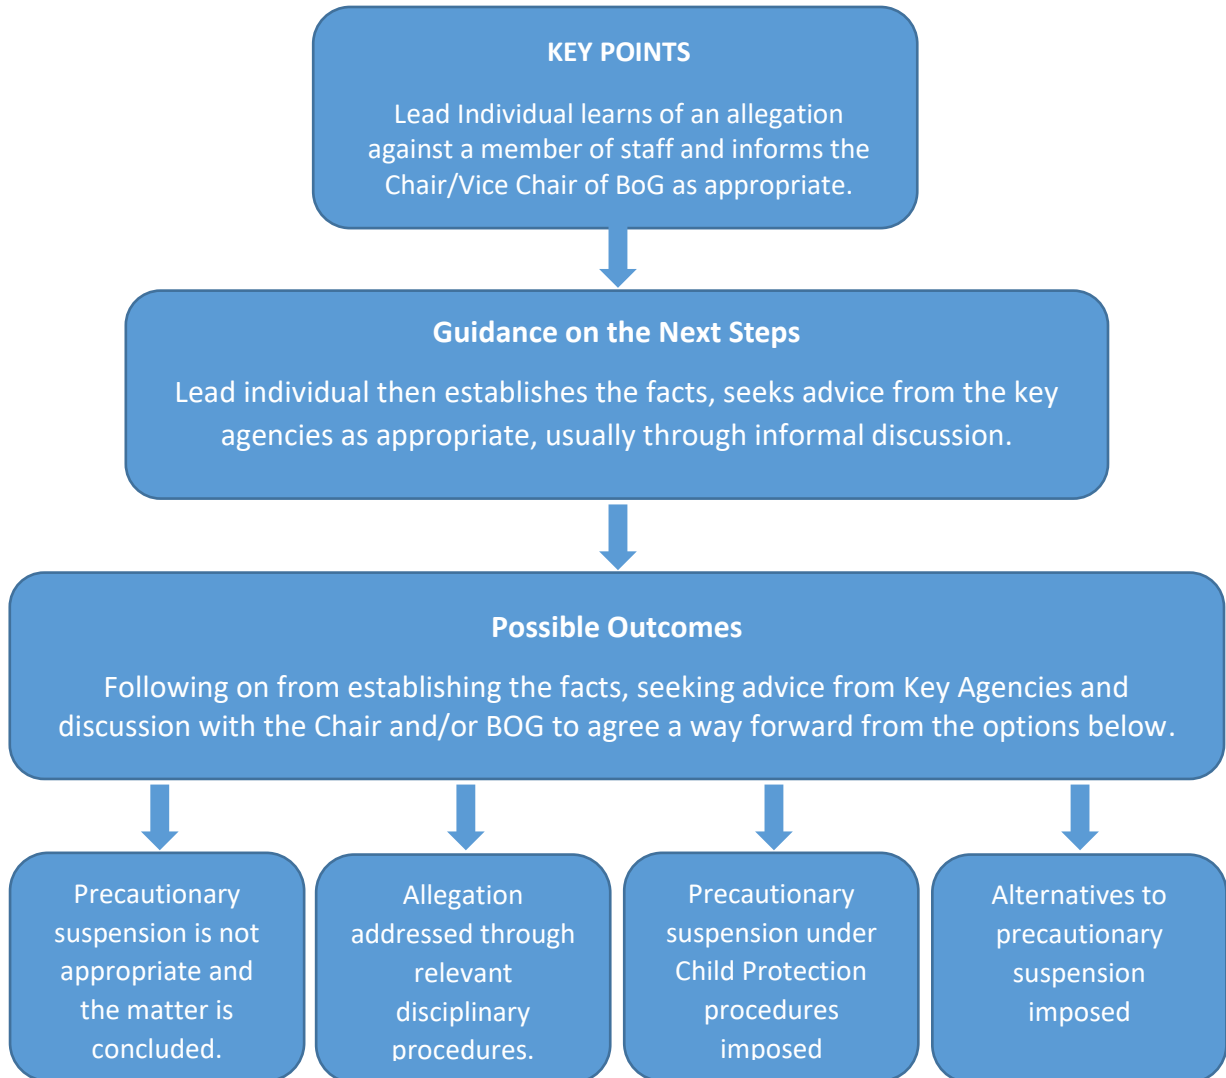 KEY POINTS
Lead Individual learns of an allegation
against a member of staff and informs the
Chair/Vice Chair of BoG as appropriate.
Guidance on the Next Steps
Lead individual then establishes the facts, seeks advice from the key
agencies as appropriate, usually through informal discussion.
Possible Outcomes
Following on from establishing the facts, seeking advice from Key Agencies and
discussion with the Chair and/or BOG to agree a way forward from the options below.
Precautionary
suspension is not
appropriate and
the matter is
concluded.
Allegation
addressed through
relevant
disciplinary
procedures.
Precautionary
suspension under
Child Protection
procedures
imposed
Alternatives to
precautionary
suspension
imposed